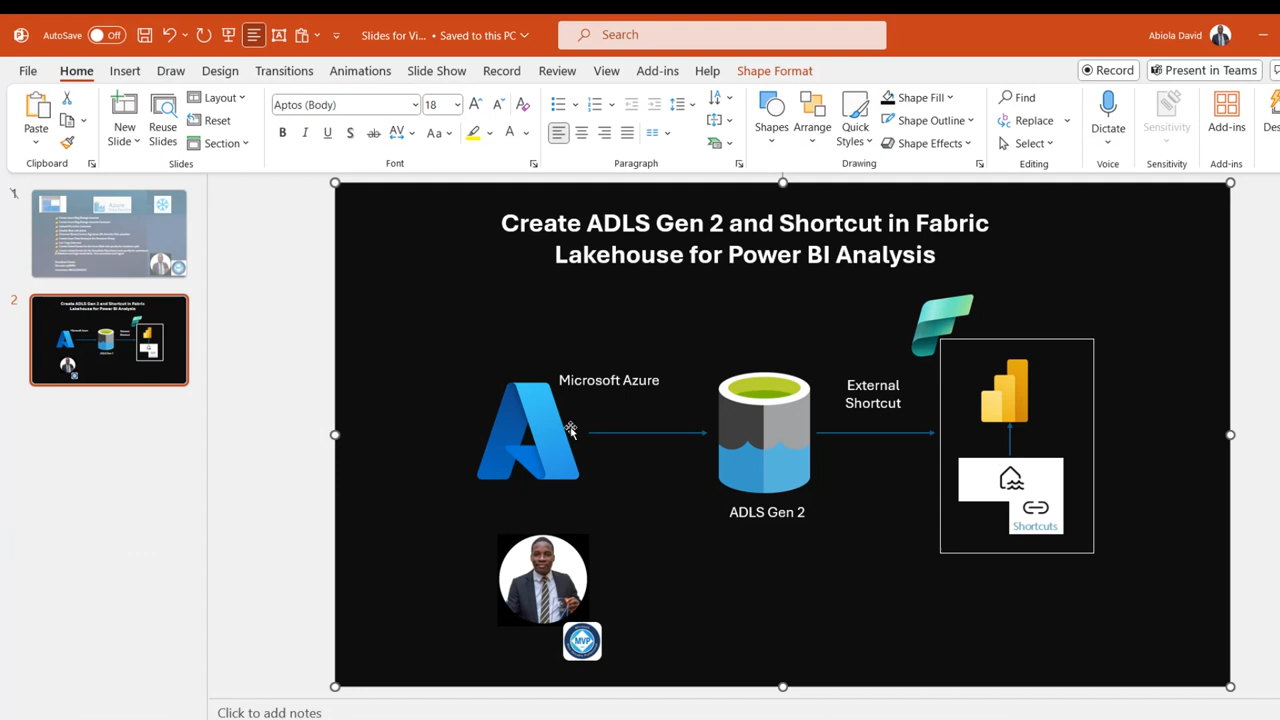 AutoSave Off Slides for Vi... • Saved to this PC Search Abiola David
File Home Insert Draw Design Transitions Animations Slide Show Record Review View Add-ins Help Shape Format Record Present in Teams
Paste New Slide Reuse Slides Layout Reset Section Aptos (Body) 18 Shapes Arrange Quick Styles Shape Fill Shape Outline Shape Effects Find Replace Select Dictate Sensitivity Add-ins
Clipboard Slides Font Paragraph Drawing Editing Voice Sensitivity Add-ins
1
2
Create ADLS Gen 2 and Shortcut in Fabric
Lakehouse for Power BI Analysis
Microsoft Azure
External
Shortcut
ADLS Gen 2
Shortcuts
MVP
Click to add notes